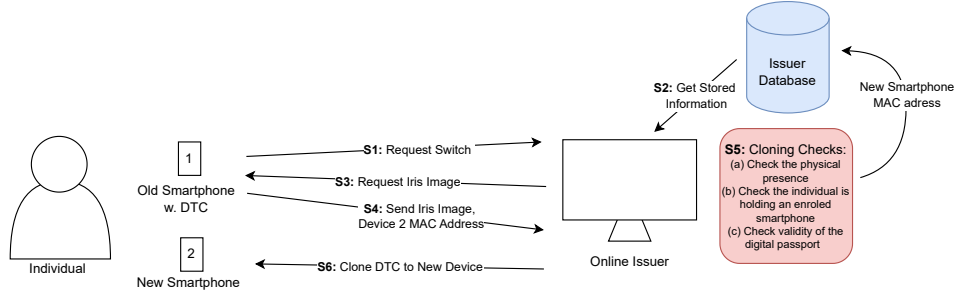 Issuer
Database
S2: Get Stored
Information
New Smartphone
MAC adress
1
Old Smartphone
w. DTC
S1: Request Switch
S3: Request Iris Image
S4: Send Iris Image,
Device 2 MAC Address
S5: Cloning Checks:
(a) Check the physical
presence
(b) Check the individual is
holding an enroled
smartphone
(c) Check validity of the
digital passport
Individual
2
New Smartphone
S6: Clone DTC to New Device
Online Issuer